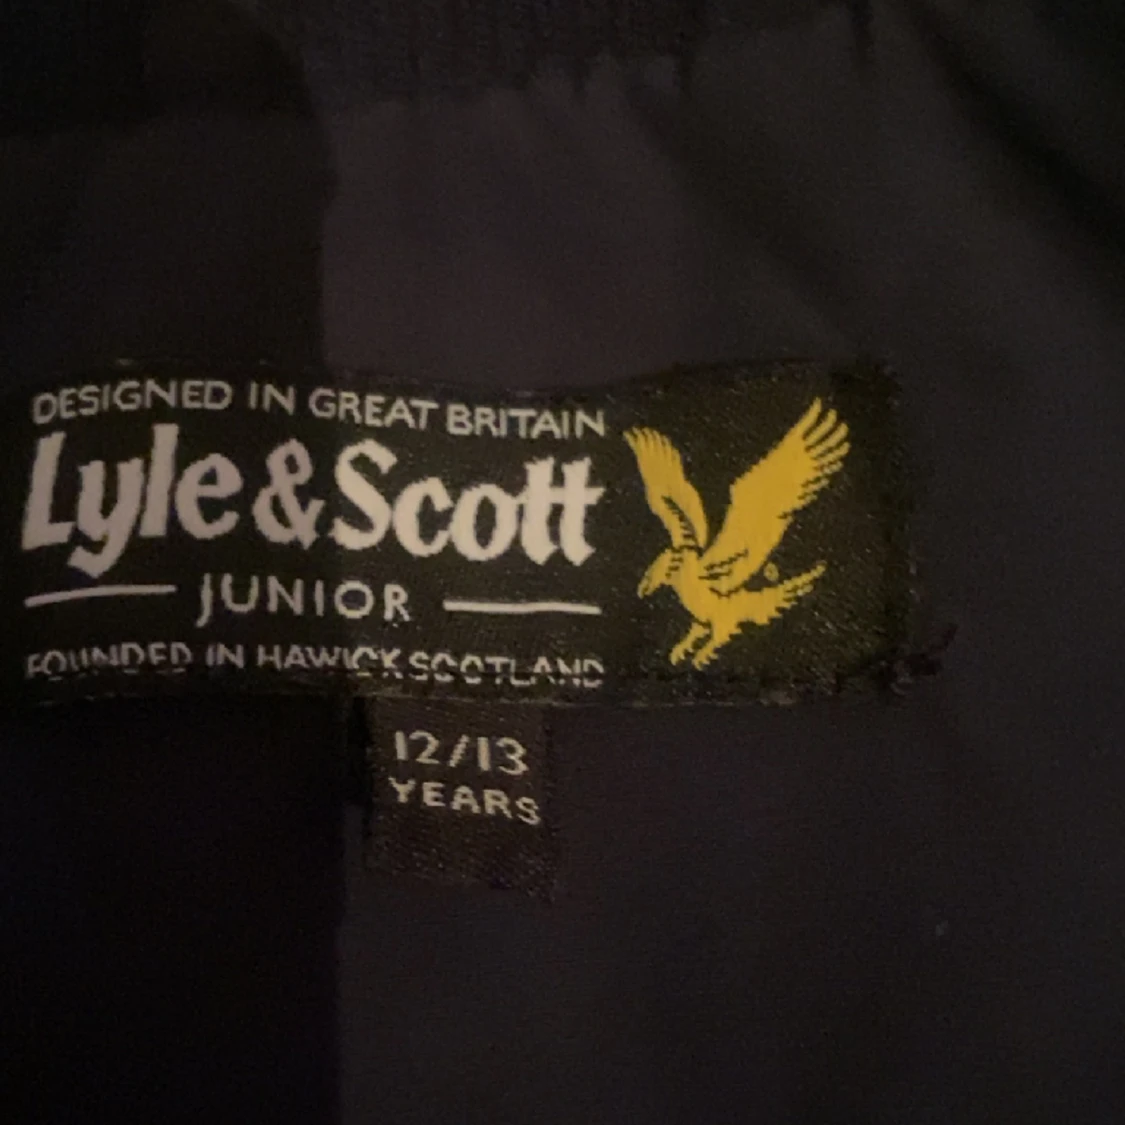 DESIGNED IN GREAT BRITAIN
Lyle & Scott
JUNIOR
FOUNDED IN HAWICK SCOTLAND
12/13
YEARS